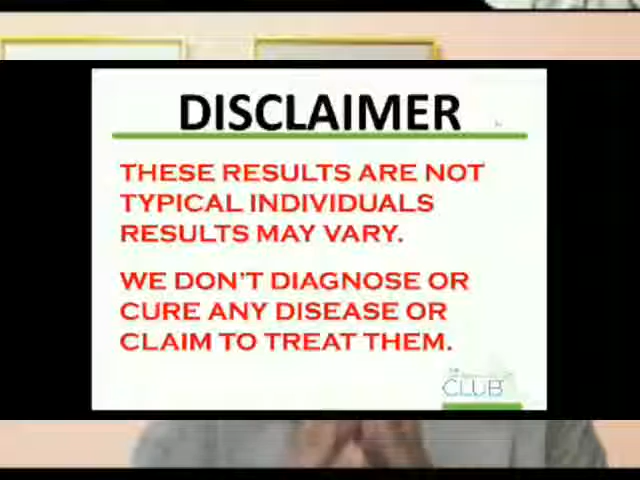 DISCLAIMER
THESE RESULTS ARE NOT
TYPICAL INDIVIDUALS
RESULTS MAY VARY.
WE DON'T DIAGNOSE OR
CURE ANY DISEASE OR
CLAIM TO TREAT THEM.
CLUB